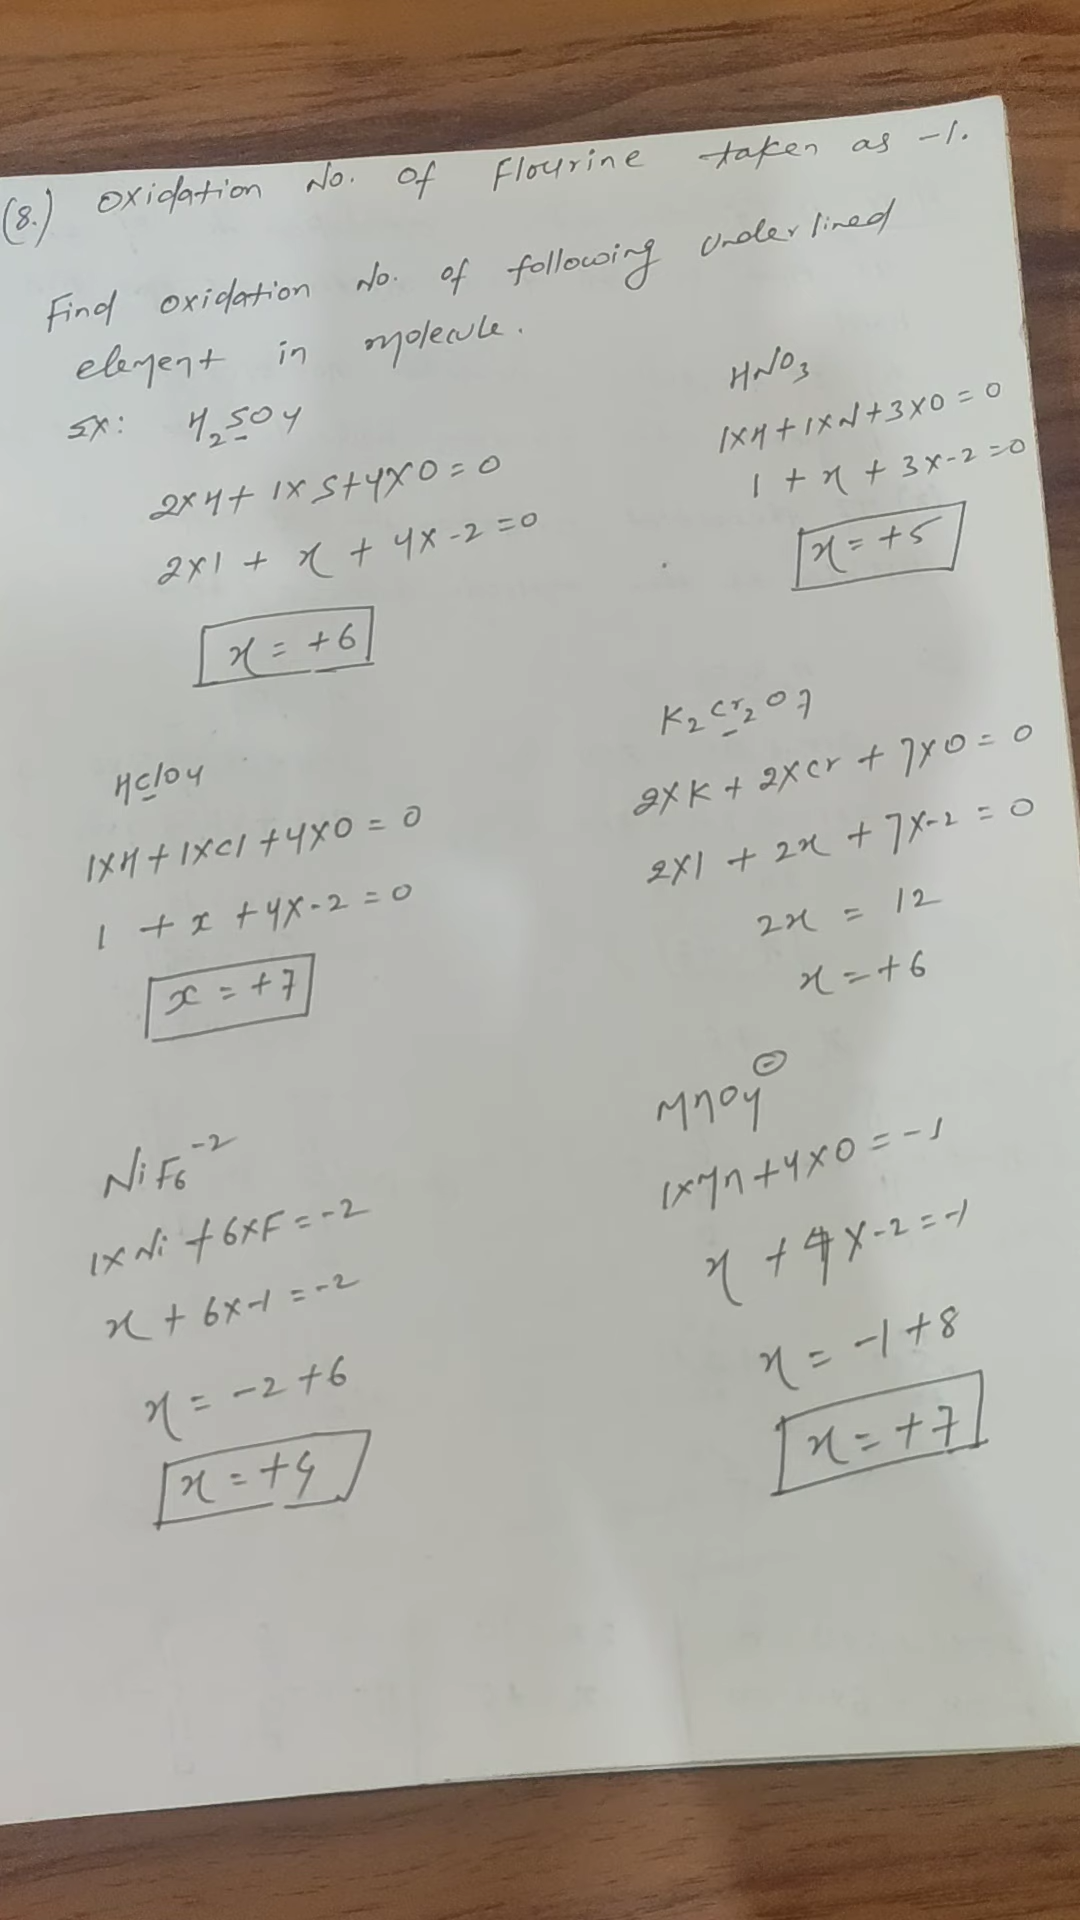 (8.) Oxidation No. of Flourine taken as -1.
Find oxidation No. of following underlined
element in molecule.
Ex: H₂SO₄
2×H + 1×S + 4×O = 0
2×1 + x + 4×-2 = 0
x = +6
HNO₃
1×H + 1×N + 3×O = 0
1 + x + 3×-2 = 0
x = +5
HClO₄
1×H + 1×Cl + 4×O = 0
1 + x + 4×-2 = 0
x = +7
K₂Cr₂O₇
2×K + 2×Cr + 7×O = 0
2×1 + 2x + 7×-2 = 0
2x = 12
x = +6
NiF₆⁻²
1×Ni + 6×F = -2
x + 6×-1 = -2
x = -2+6
x = +4
MnO₄⊖
1×Mn + 4×O = -1
x + 4×-2 = -1
x = -1+8
x = +7